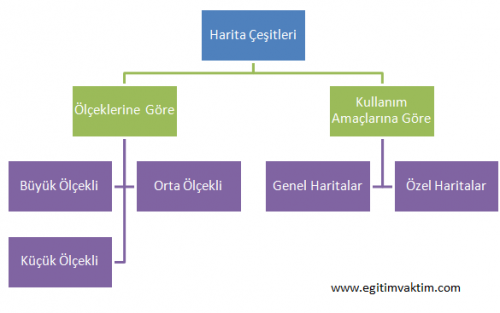 Harita Çeşitleri
Ölçeklerine Göre
Kullanım
Amaçlarına Göre
Büyük Ölçekli
Orta Ölçekli
Genel Haritalar
Özel Haritalar
Küçük Ölçekli
www.egitimvaktim.com